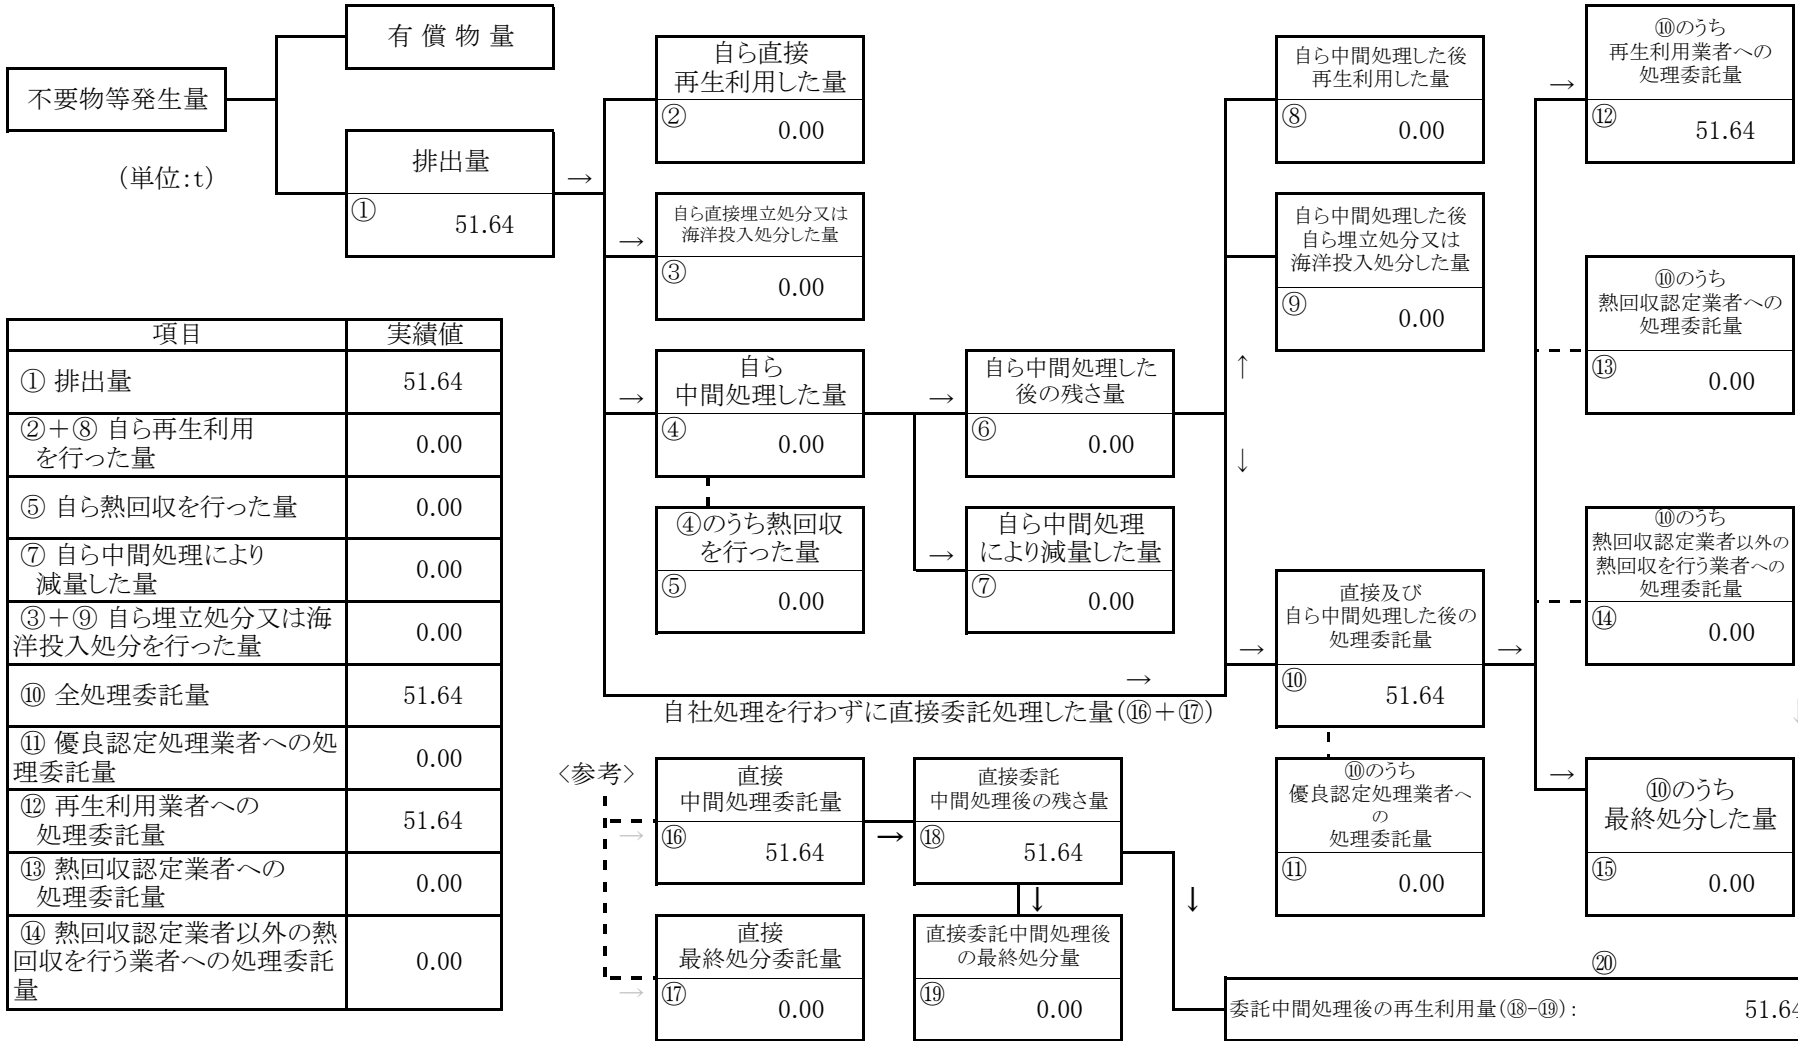 有 償 物 量
不要物等発生量
(単位:t)
排出量
①
51.64
→
自ら直接
再生利用した量
②
0.00
→
自ら直接埋立処分又は
海洋投入処分した量
③
0.00
→
自ら
中間処理した量
④
0.00
④のうち熱回収
を行った量
⑤
0.00
→
自ら中間処理した
後の残さ量
⑥
0.00
→
自ら中間処理
により減量した量
⑦
0.00
自ら中間処理した後
再生利用した量
⑧
0.00
自ら中間処理した後
自ら埋立処分又は
海洋投入処分した量
⑨
0.00
↑
↓
→
直接及び
自ら中間処理した後の
処理委託量
⑩
51.64
→
⑩のうち
優良認定処理業者へ
の
処理委託量
⑪
0.00
→
⑩のうち
再生利用業者への
処理委託量
⑫
51.64
⑩のうち
熱回収認定業者への
処理委託量
⑬
0.00
⑩のうち
熱回収認定業者以外の
熱回収を行う業者への
処理委託量
⑭
0.00
↓
→
⑩のうち
最終処分した量
⑮
0.00
→
自社処理を行わずに直接委託処理した量(⑯+⑰)
項目 実績値
① 排出量 51.64
②+⑧ 自ら再生利用
を行った量 0.00
⑤ 自ら熱回収を行った量 0.00
⑦ 自ら中間処理により
減量した量 0.00
③+⑨ 自ら埋立処分又は海
洋投入処分を行った量 0.00
⑩ 全処理委託量 51.64
⑪ 優良認定処理業者への処
理委託量 0.00
⑫ 再生利用業者への
処理委託量 51.64
⑬ 熱回収認定業者への
処理委託量 0.00
⑭ 熱回収認定業者以外の熱
回収を行う業者への処理委託
量 0.00
<参考>
→
直接
中間処理委託量
⑯
51.64
→
直接委託
中間処理後の残さ量
⑱
51.64
↓
↓
→
直接
最終処分委託量
⑰
0.00
直接委託中間処理後
の最終処分量
⑲
0.00
⑳
委託中間処理後の再生利用量(⑱-⑲): 51.64